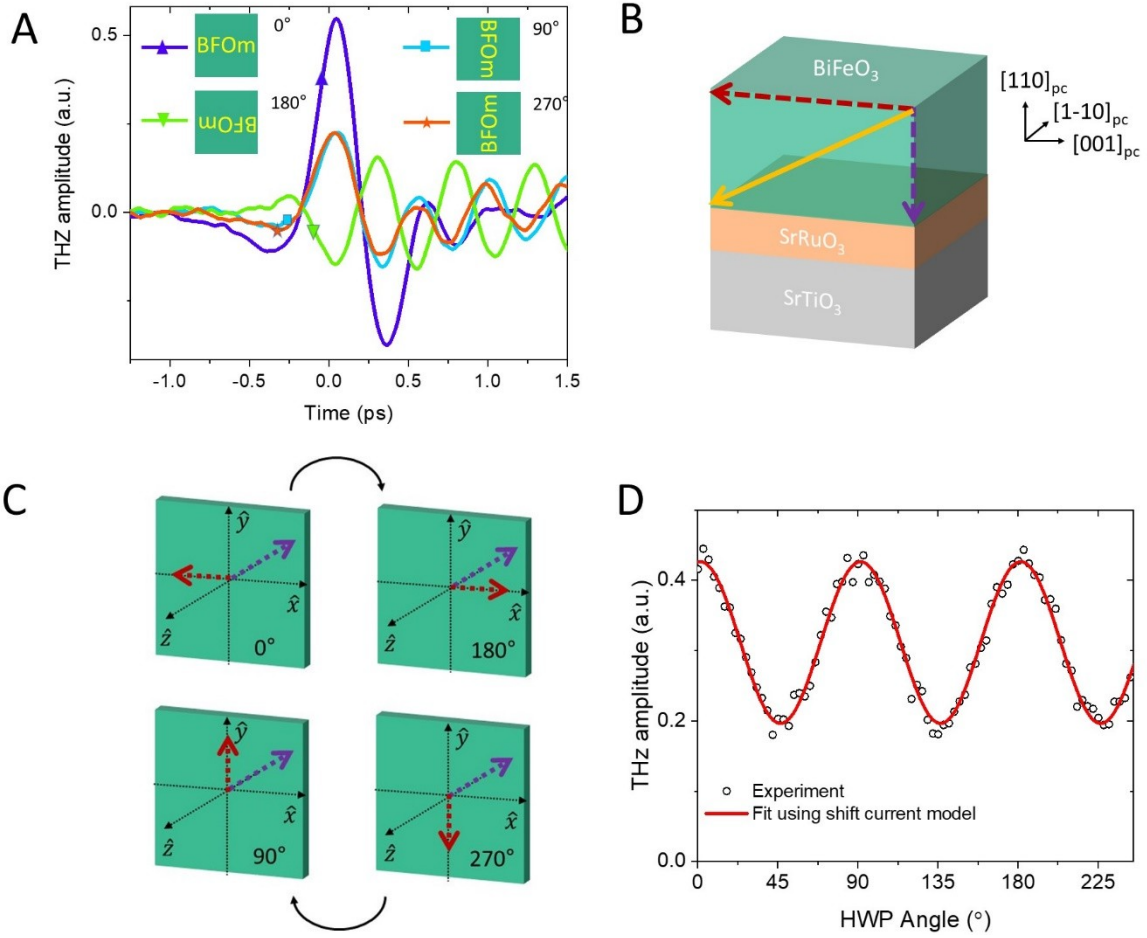 A
0.5
0.0
THZ amplitude (a.u.)
-1.0
-0.5
0.0
0.5
1.0
1.5
Time (ps)
BFOm
0°
BFOm
90°
BFOm
180°
BFOm
270°
B
BiFeO₃
SrRuO₃
SrTiO₃
[110]pc
[1-10]pc
[001]pc
C
ŷ
x̂
ẑ
0°
ŷ
x̂
ẑ
180°
ŷ
x̂
ẑ
90°
ŷ
x̂
ẑ
270°
D
0.4
0.2
0.0
THz amplitude (a.u.)
Experiment
Fit using shift current model
0
45
90
135
180
225
HWP Angle (°)